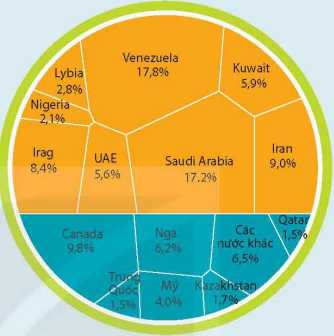 Venezuela
17,8%
Kuwait
5,9%
Lybia
2,8%
Nigeria
2,1%
Irag
8,4%
UAE
5,6%
Saudi Arabia
17.2%
Iran
9,0%
Canada
9,8%
Nga
6,2%
Các
nước khác
6,5%
Qatar
1,5%
Trung
Quốc
1,5%
Mỹ
4,0%
Kazakhstan
1,7%